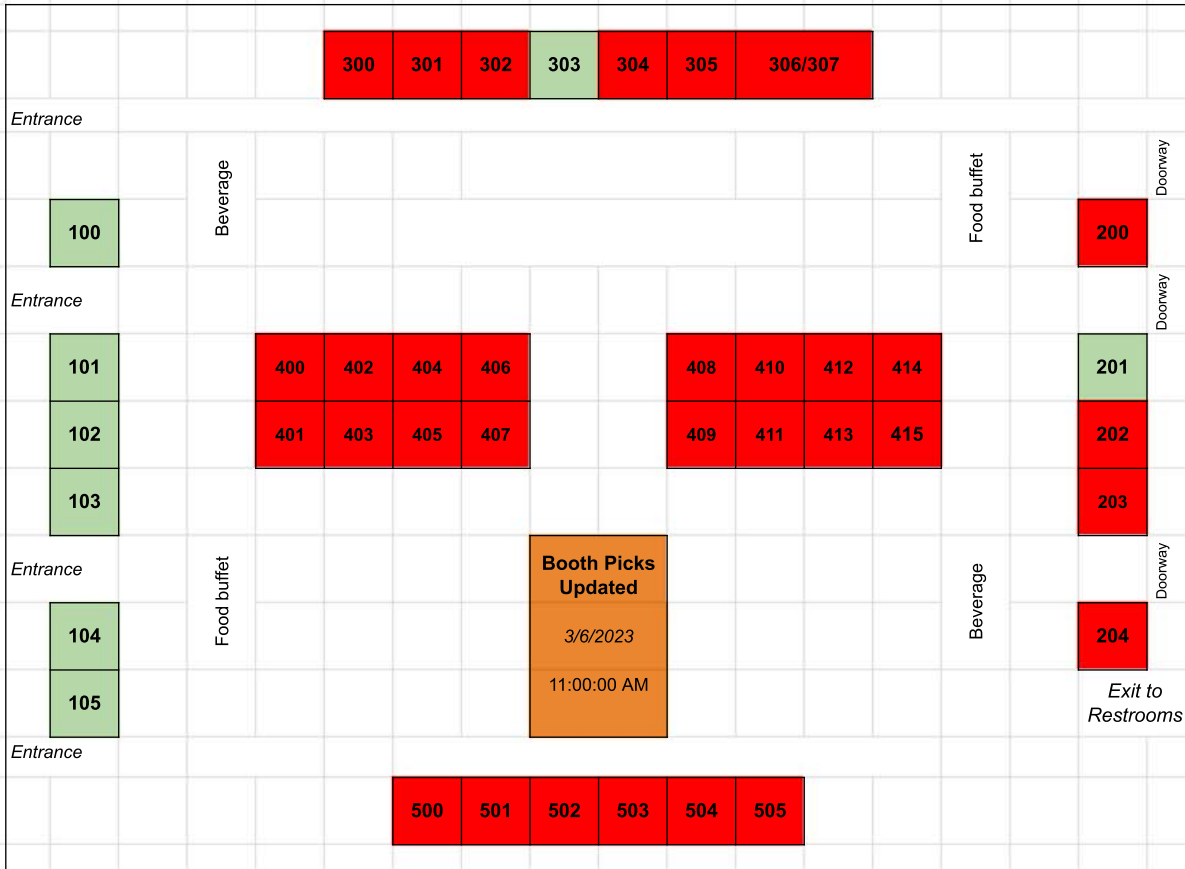 300 301 302 303 304 305 306/307
Entrance
Beverage
Food buffet
Doorway
100
200
Entrance
Doorway
101
400 402 404 406
408 410 412 414
201
102
401 403 405 407
409 411 413 415
202
103
203
Entrance
Food buffet
Booth Picks
Updated
3/6/2023
11:00:00 AM
Beverage
Doorway
104
204
105
Exit to
Restrooms
Entrance
500 501 502 503 504 505